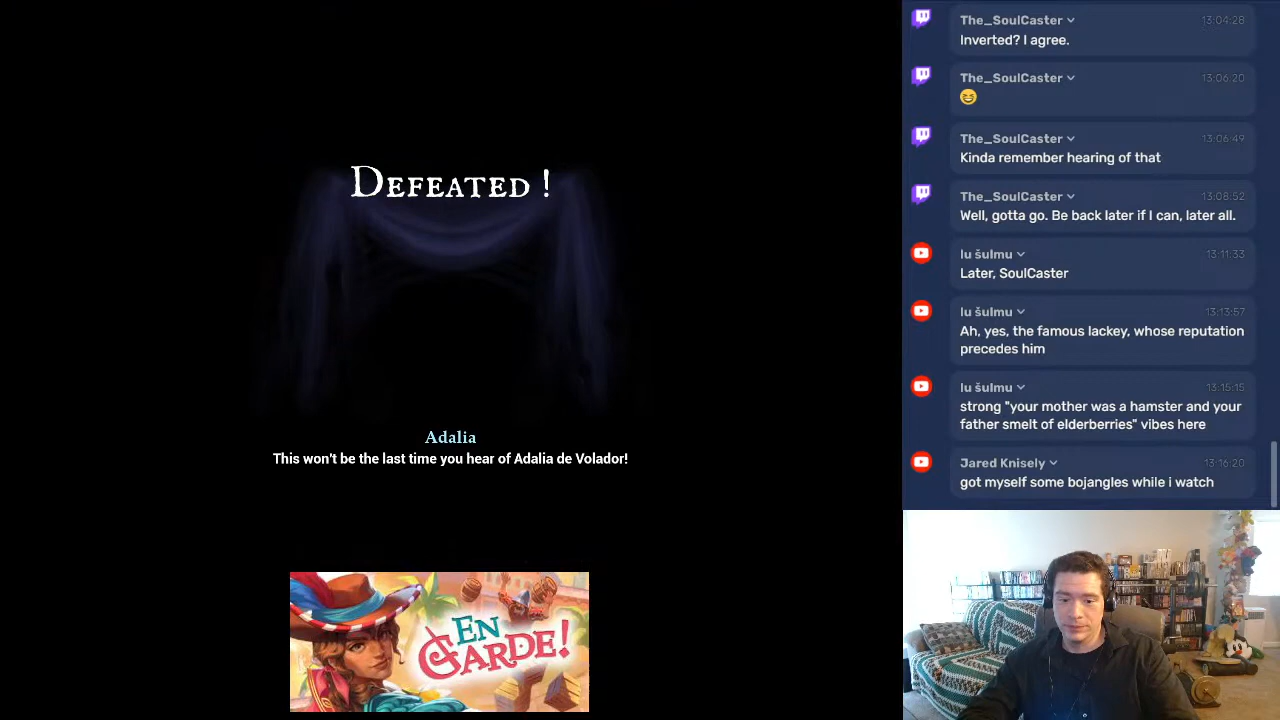 Defeated !
Adalia
This won't be the last time you hear of Adalia de Volador!
EN
GARDE!
The_SoulCaster 13:04:28
Inverted? I agree.
The_SoulCaster 13:06:20
The_SoulCaster 13:06:49
Kinda remember hearing of that
The_SoulCaster 13:08:52
Well, gotta go. Be back later if I can, later all.
lu šulmu 13:11:33
Later, SoulCaster
lu šulmu 13:13:57
Ah, yes, the famous lackey, whose reputation
precedes him
lu šulmu 13:15:15
strong "your mother was a hamster and your
father smelt of elderberries" vibes here
Jared Knisely 13:16:20
got myself some bojangles while i watch